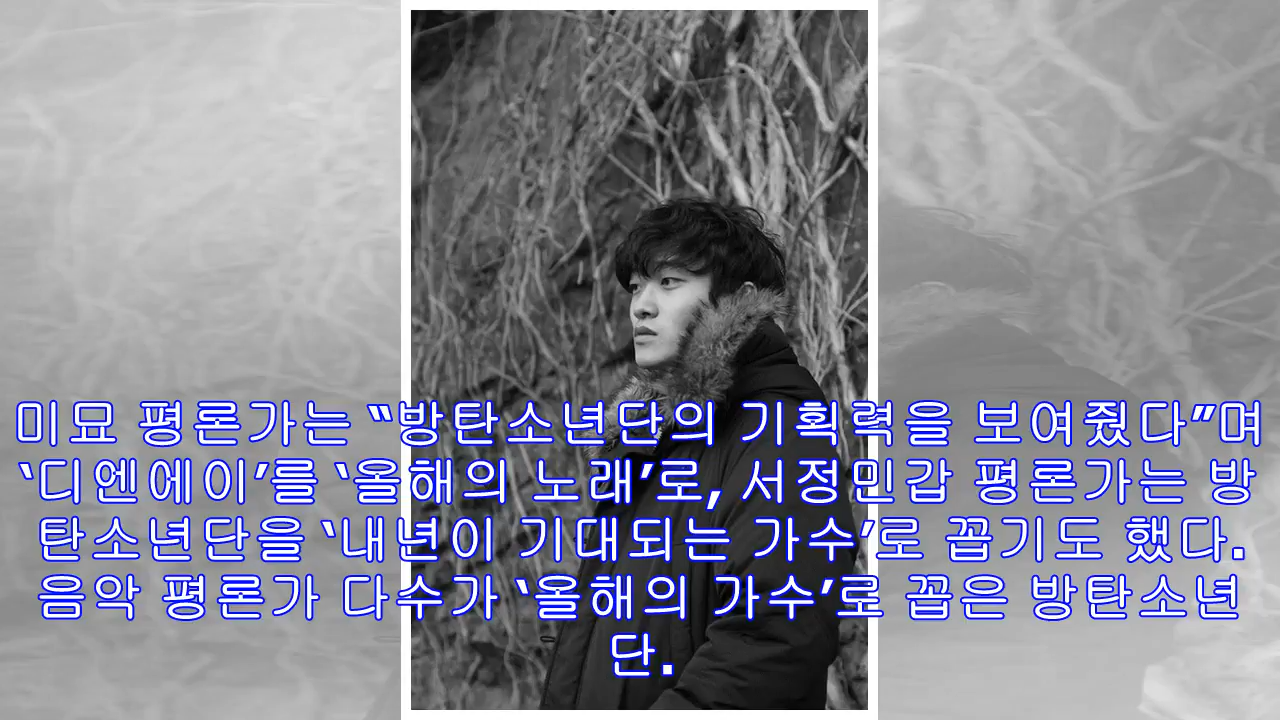 미묘 평론가는 “방탄소년단의 기획력을 보여줬다”며
‘디엔에이’를 ‘올해의 노래’로, 서정민갑 평론가는 방
탄소년단을 ‘내년이 기대되는 가수’로 꼽기도 했다.
음악 평론가 다수가 ‘올해의 가수’로 꼽은 방탄소년
단.